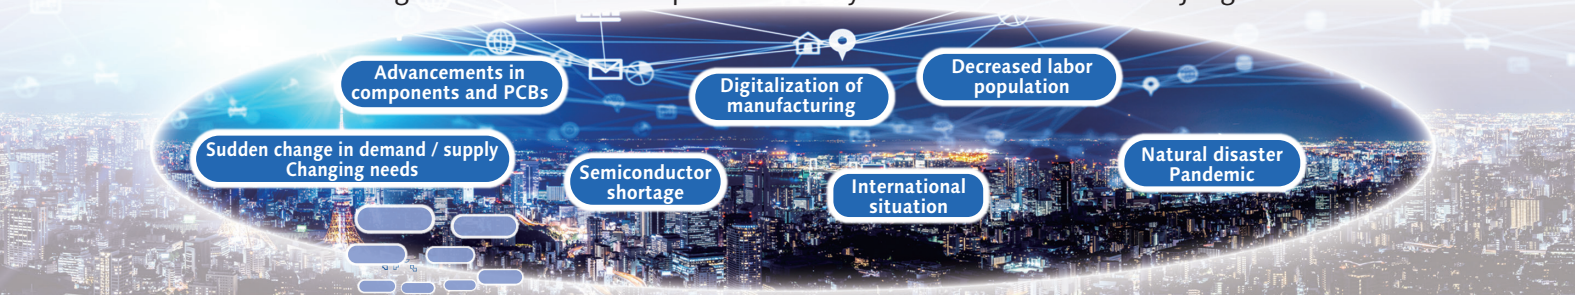 Advancements in
components and PCBs
Digitalization of
manufacturing
Decreased labor
population
Sudden change in demand / supply
Changing needs
Semiconductor
shortage
International
situation
Natural disaster
Pandemic